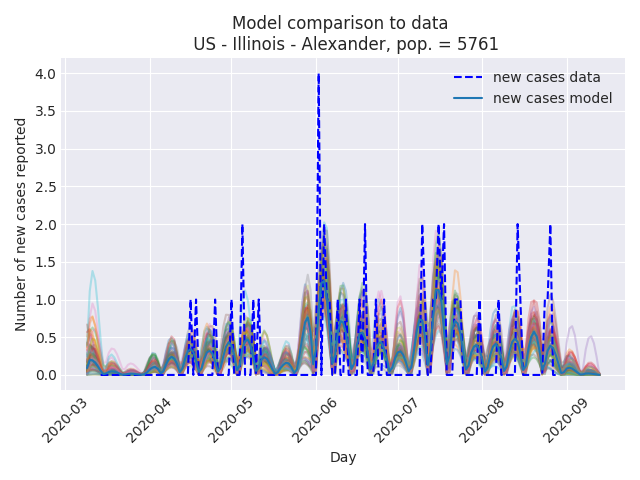 Model comparison to data
US - Illinois - Alexander, pop. = 5761
new cases data
new cases model
Number of new cases reported
4.0
3.5
3.0
2.5
2.0
1.5
1.0
0.5
0.0
2020-03
2020-04
2020-05
2020-06
2020-07
2020-08
2020-09
Day